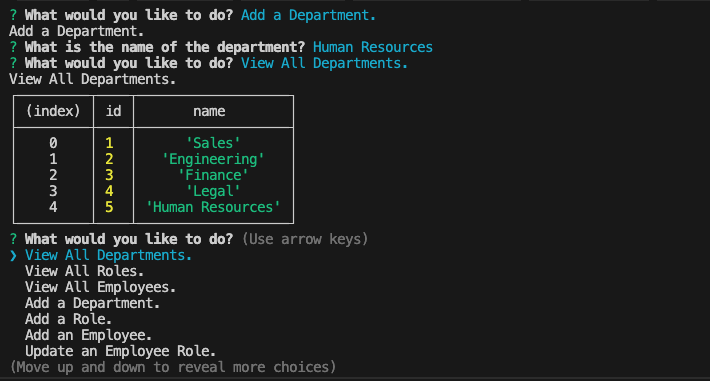 ? What would you like to do? Add a Department.
Add a Department.
? What is the name of the department? Human Resources
? What would you like to do? View All Departments.
View All Departments.
(index) id name
0 1 'Sales'
1 2 'Engineering'
2 3 'Finance'
3 4 'Legal'
4 5 'Human Resources'
? What would you like to do? (Use arrow keys)
❯ View All Departments.
View All Roles.
View All Employees.
Add a Department.
Add a Role.
Add an Employee.
Update an Employee Role.
(Move up and down to reveal more choices)